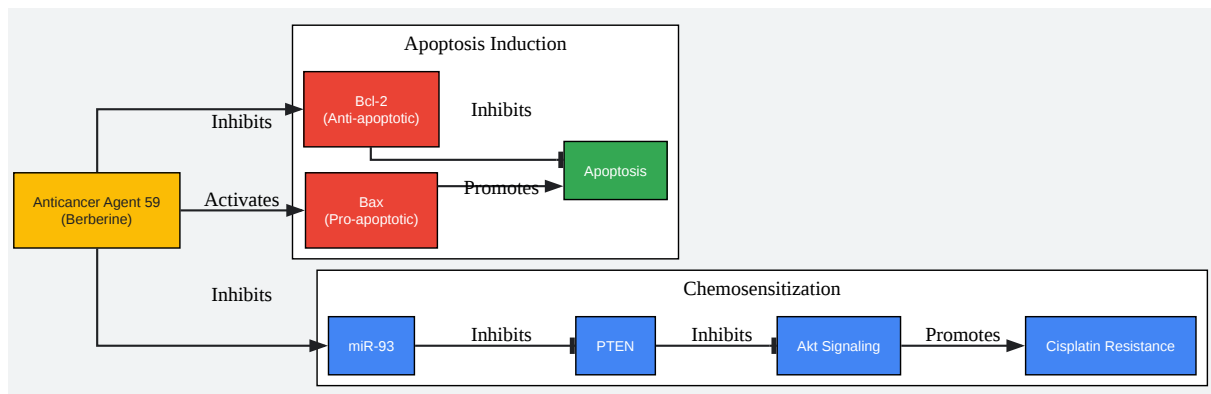 Apoptosis Induction
Bcl-2
(Anti-apoptotic)
Inhibits
Inhibits
Apoptosis
Anticancer Agent 59
(Berberine)
Activates
Bax
(Pro-apoptotic)
Promotes
Inhibits
Chemosensitization
miR-93
Inhibits
PTEN
Inhibits
Akt Signaling
Promotes
Cisplatin Resistance